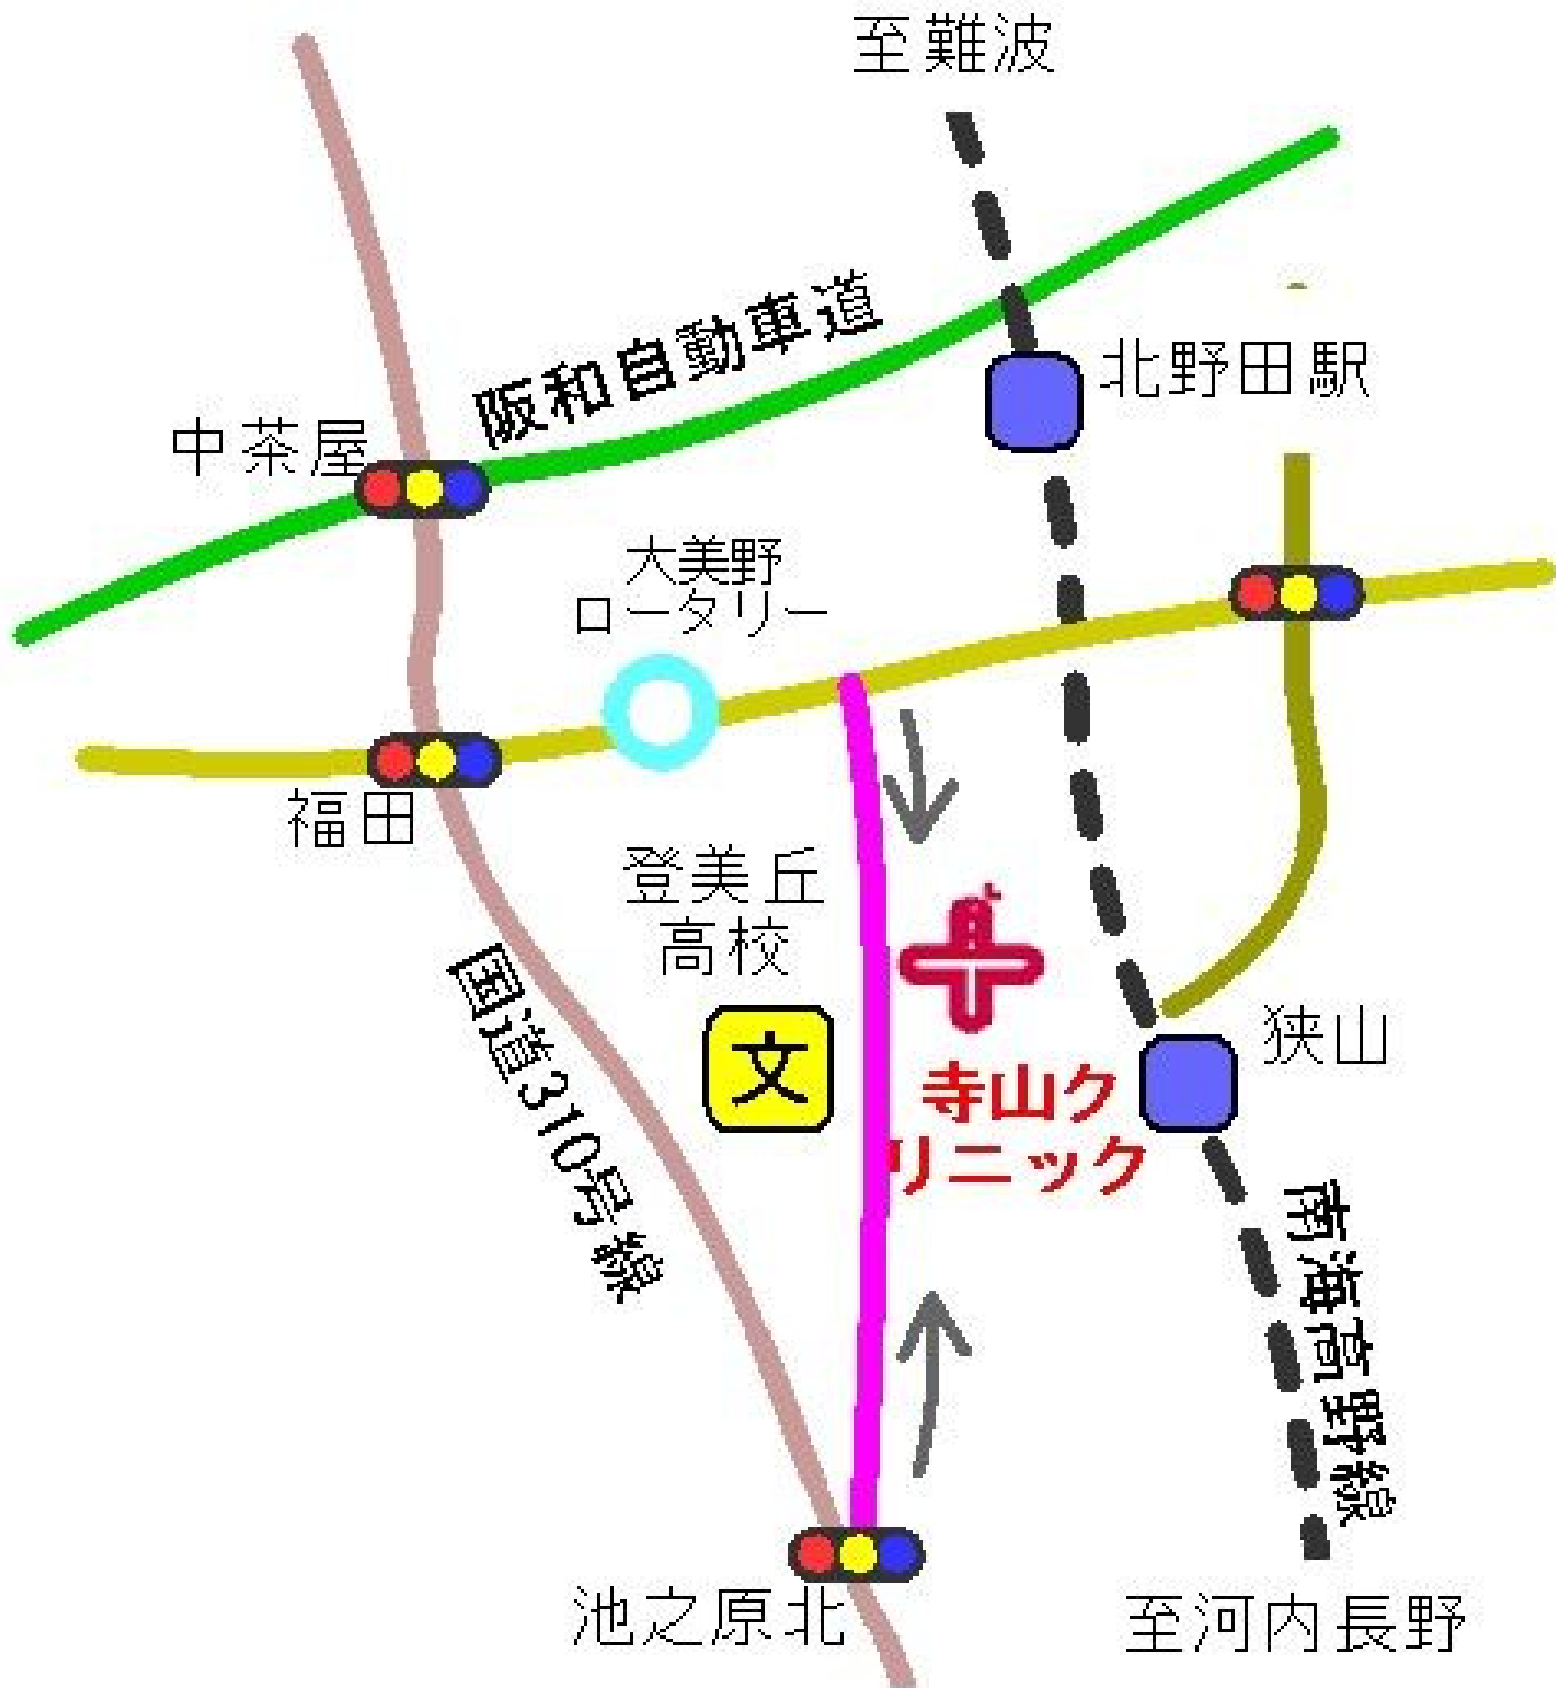 至難波
阪和自動車道
北野田駅
中茶屋
大美野
ロータリー
福田
登美丘
高校
文
国道310号線
狭山
寺山ク
リニック
南海高野線
池之原北
至河内長野